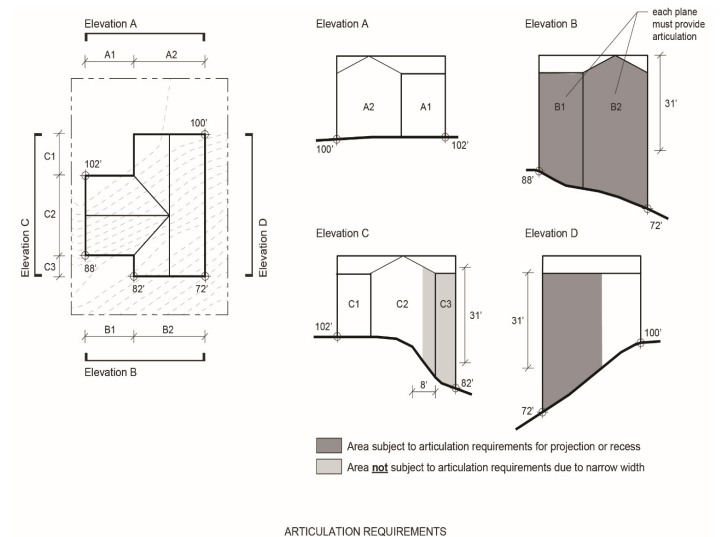 Elevation A
A1
A2
100'
102'
C1
C2
C3
Elevation C
Elevation D
88'
82'
72'
B1
B2
Elevation B
Elevation A
A2
A1
100'
102'
Elevation B
each plane
must provide
articulation
B1
B2
31'
88'
72'
Elevation C
C1
C2
C3
102'
31'
8'
82'
Elevation D
31'
100'
72'
Area subject to articulation requirements for projection or recess
Area not subject to articulation requirements due to narrow width
ARTICULATION REQUIREMENTS